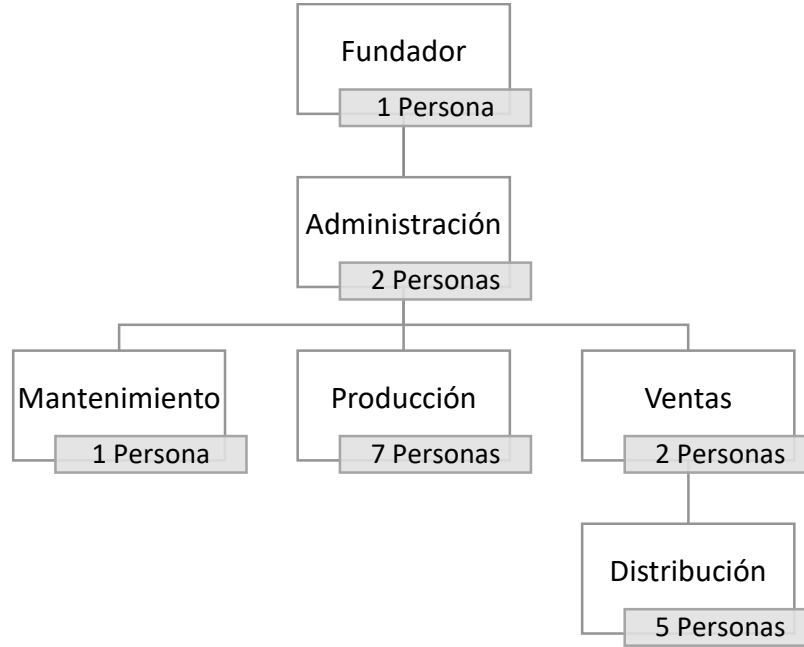 Fundador
1 Persona
Administración
2 Personas
Mantenimiento
1 Persona
Producción
7 Personas
Ventas
2 Personas
Distribución
5 Personas